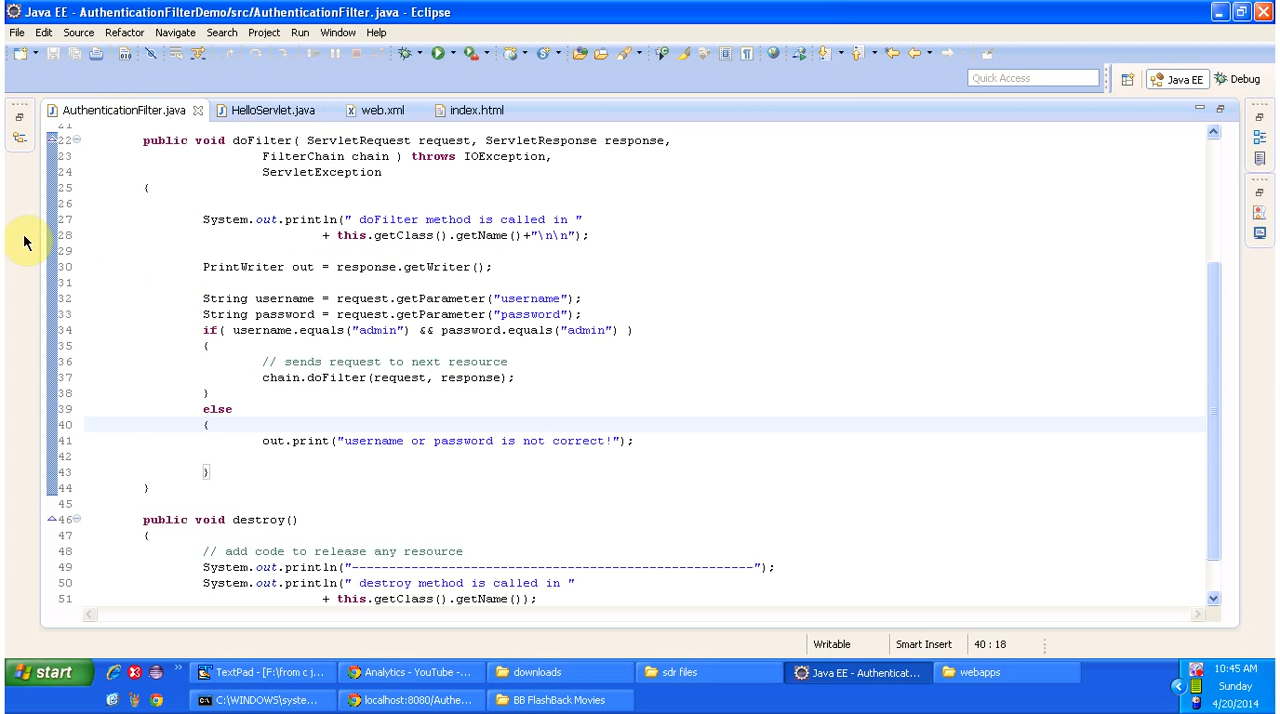 Java EE - AuthenticationFilterDemo/src/AuthenticationFilter.java - Eclipse
File Edit Source Refactor Navigate Search Project Run Window Help
Quick Access
Java EE
Debug
AuthenticationFilter.java
HelloServlet.java
web.xml
index.html
21
22 public void doFilter( ServletRequest request, ServletResponse response,
23 FilterChain chain ) throws IOException,
24 ServletException
25 {
26
27 System.out.println(" doFilter method is called in "
28 + this.getClass().getName()+"\n\n");
29
30 PrintWriter out = response.getWriter();
31
32 String username = request.getParameter("username");
33 String password = request.getParameter("password");
34 if( username.equals("admin") && password.equals("admin") )
35 {
36 // sends request to next resource
37 chain.doFilter(request, response);
38 }
39 else
40 {
41 out.print("username or password is not correct!");
42
43 }
44 }
45
46 public void destroy()
47 {
48 // add code to release any resource
49 System.out.println("------------------------------------------------------");
50 System.out.println(" destroy method is called in "
51 + this.getClass().getName());
Writable
Smart Insert
40 : 18
start
TextPad - [F:\from c j...
Analytics - YouTube -...
downloads
sdr files
Java EE - Authenticat...
webapps
C:\WINDOWS\syste...
localhost:8080/Authe...
BB FlashBack Movies
10:45 AM
Sunday
4/20/2014